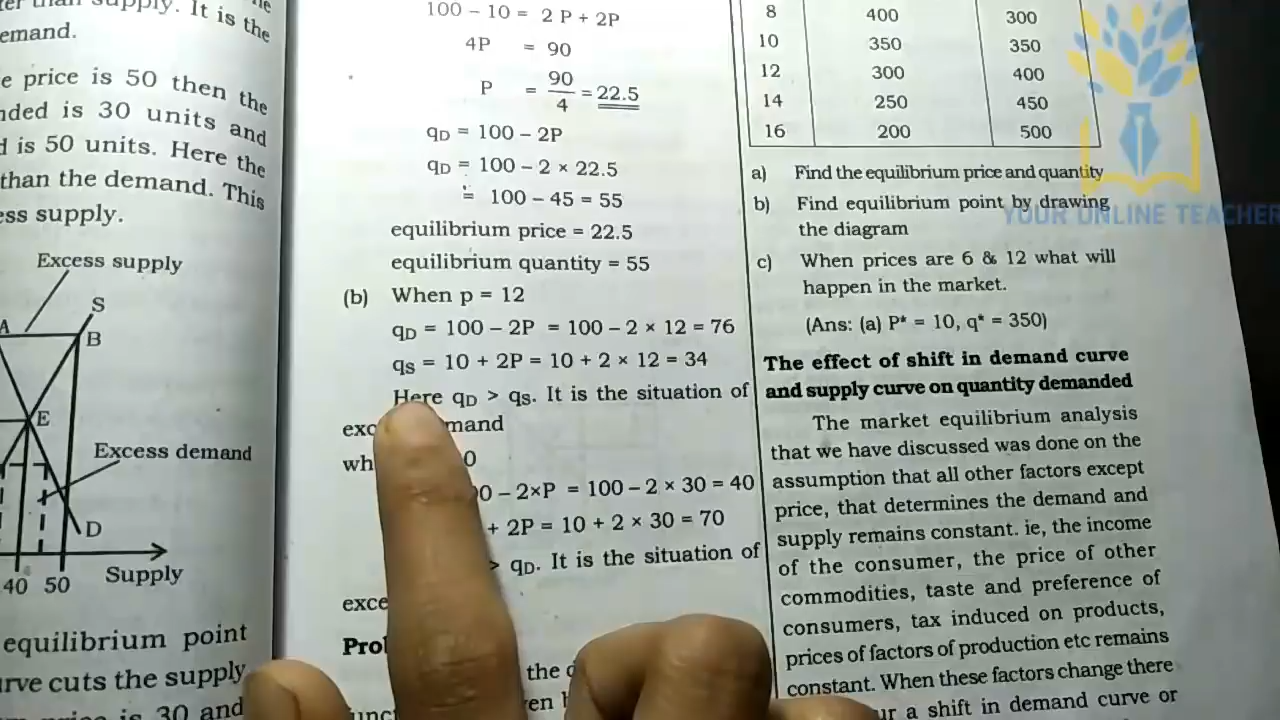 supply. It is the
emand.
e price is 50 then the
nded is 30 units and
d is 50 units. Here the
than the demand. This
ess supply.
Excess supply
S
A
B
E
Excess demand
D
40 50 Supply
equilibrium point
rve cuts the supply
is 30 and
100 – 10 = 2 P + 2P
4P = 90
P = 90/4 = 22.5
qD = 100 – 2P
qD = 100 – 2 × 22.5
= 100 – 45 = 55
equilibrium price = 22.5
equilibrium quantity = 55
(b) When p = 12
qD = 100 – 2P = 100 – 2 × 12 = 76
qS = 10 + 2P = 10 + 2 × 12 = 34
Here qD > qS. It is the situation of
exc mand
wh 0
00 – 2×P = 100 – 2 × 30 = 40
+ 2P = 10 + 2 × 30 = 70
> qD. It is the situation of
exce
Pro
the
8 400 300
10 350 350
12 300 400
14 250 450
16 200 500
a) Find the equilibrium price and quantity
b) Find equilibrium point by drawing
the diagram
c) When prices are 6 & 12 what will
happen in the market.
(Ans: (a) P* = 10, q* = 350)
The effect of shift in demand curve
and supply curve on quantity demanded
The market equilibrium analysis
that we have discussed was done on the
assumption that all other factors except
price, that determines the demand and
supply remains constant. ie, the income
of the consumer, the price of other
commodities, taste and preference of
consumers, tax induced on products,
prices of factors of production etc remains
constant. When these factors change there
ur a shift in demand curve or
YOUR ONLINE TEACHER